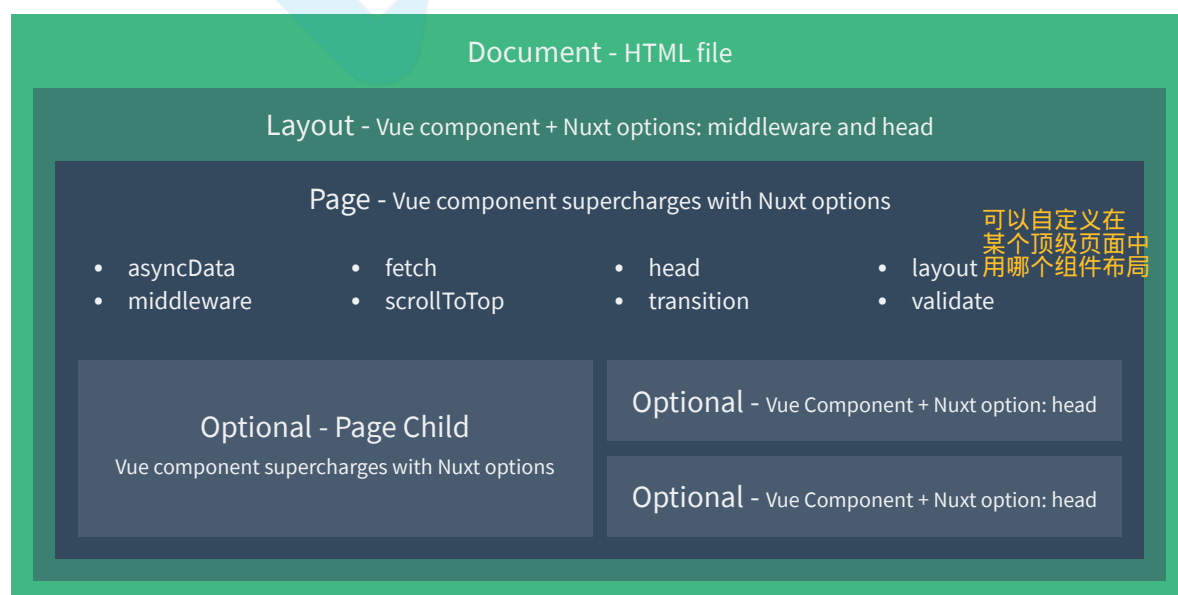 Document - HTML file
Layout - Vue component + Nuxt options: middleware and head
Page - Vue component supercharges with Nuxt options
可以自定义在
某个顶级页面中
用哪个组件布局
• asyncData
• middleware
• fetch
• scrollToTop
• head
• transition
• layout
• validate
Optional - Page Child
Vue component supercharges with Nuxt options
Optional - Vue Component + Nuxt option: head
Optional - Vue Component + Nuxt option: head